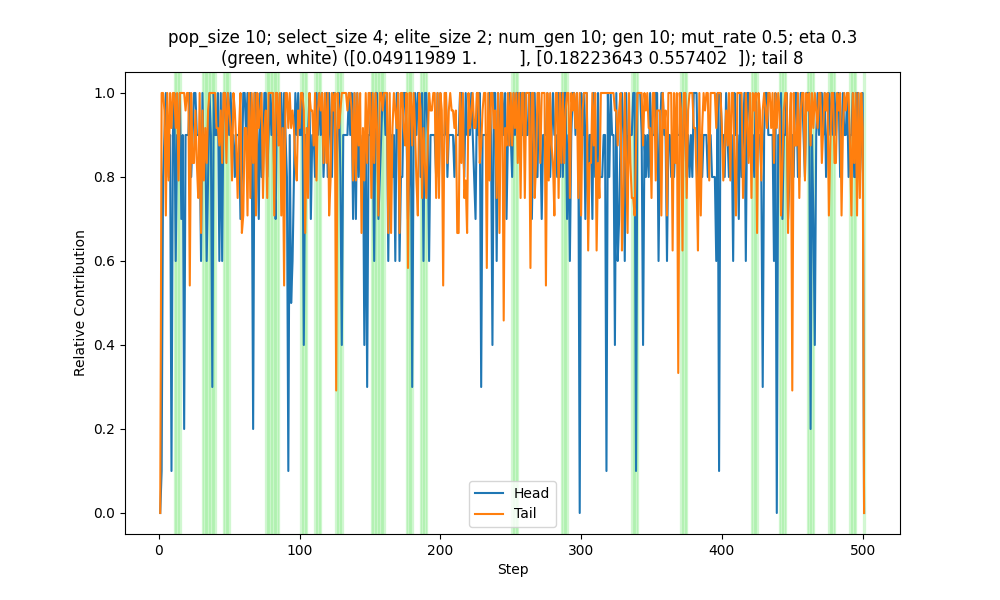 pop_size 10; select_size 4; elite_size 2; num_gen 10; gen 10; mut_rate 0.5; eta 0.3
(green, white) ([0.04911989 1.         ], [0.18223643 0.557402  ]); tail 8
Relative Contribution
1.0
0.8
0.6
0.4
0.2
0.0
Head
Tail
0
100
200
300
400
500
Step